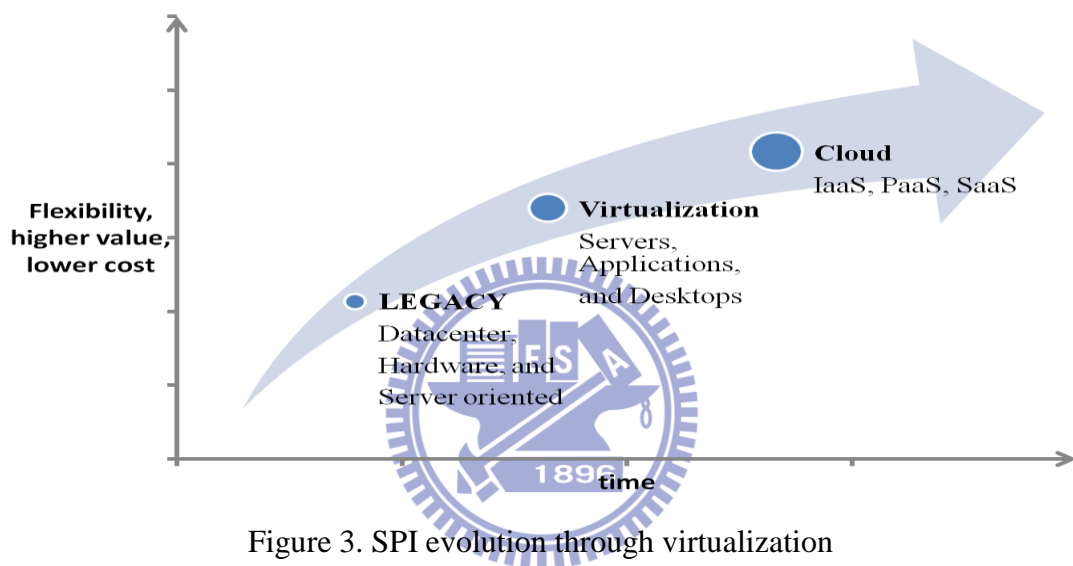 Flexibility,
higher value,
lower cost
Cloud
IaaS, PaaS, SaaS
Virtualization
Servers,
Applications,
and Desktops
LEGACY
Datacenter,
Hardware, and
Server oriented
E S
A
1896
time
Figure 3. SPI evolution through virtualization